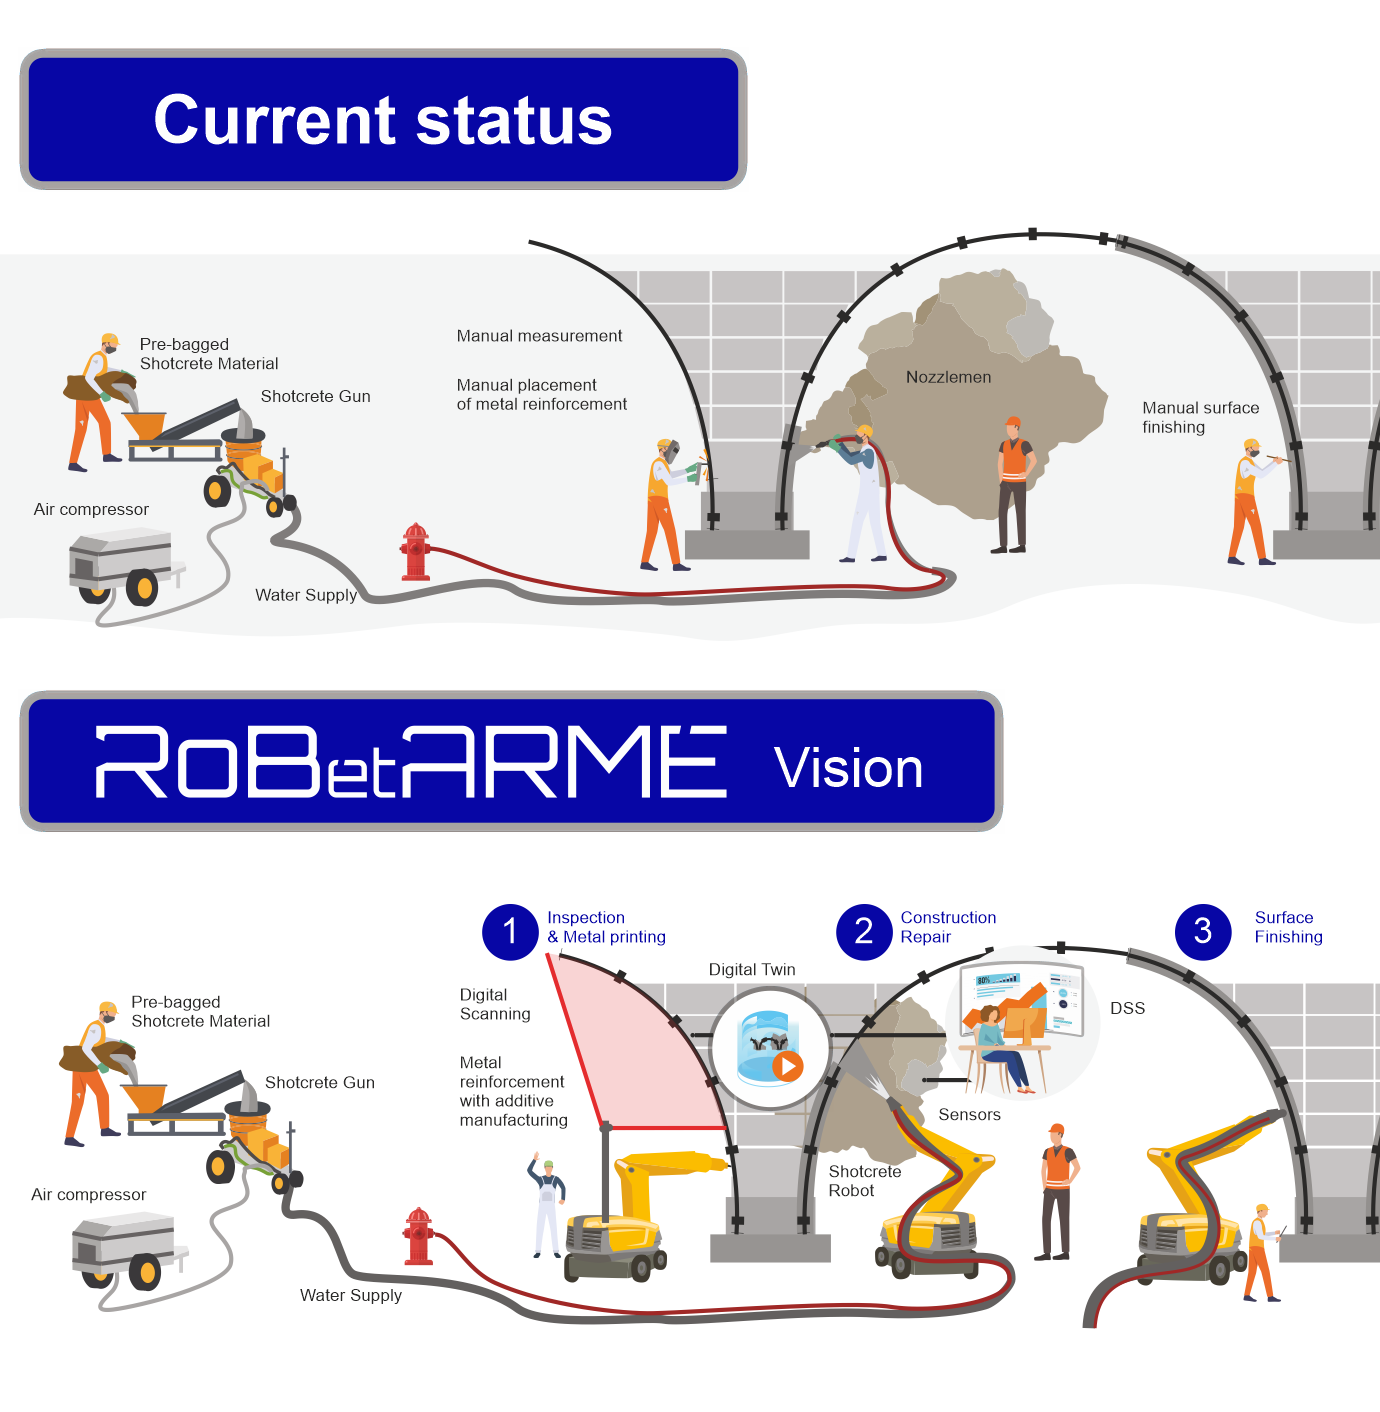 Current status
Pre-bagged
Shotcrete Material
Shotcrete Gun
Air compressor
Water Supply
Manual measurement
Manual placement
of metal reinforcement
Nozzlemen
Manual surface
finishing
RoBetARMÉ Vision
1 Inspection
& Metal printing
2 Construction
Repair
3 Surface
Finishing
Digital
Scanning
Metal
reinforcement
with additive
manufacturing
Digital Twin
80%
DSS
Sensors
Shotcrete
Robot
Pre-bagged
Shotcrete Material
Shotcrete Gun
Air compressor
Water Supply